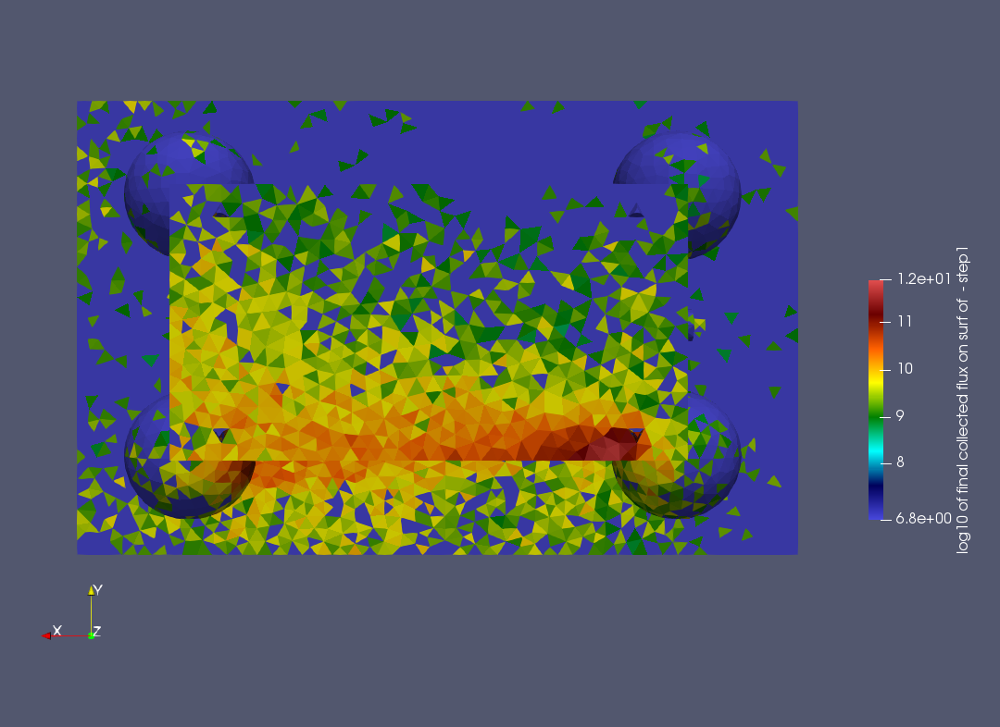 1.2e+01
11
10
9
8
6.8e+00
log10 of final collected flux on surf of - step1
Y
X
Z